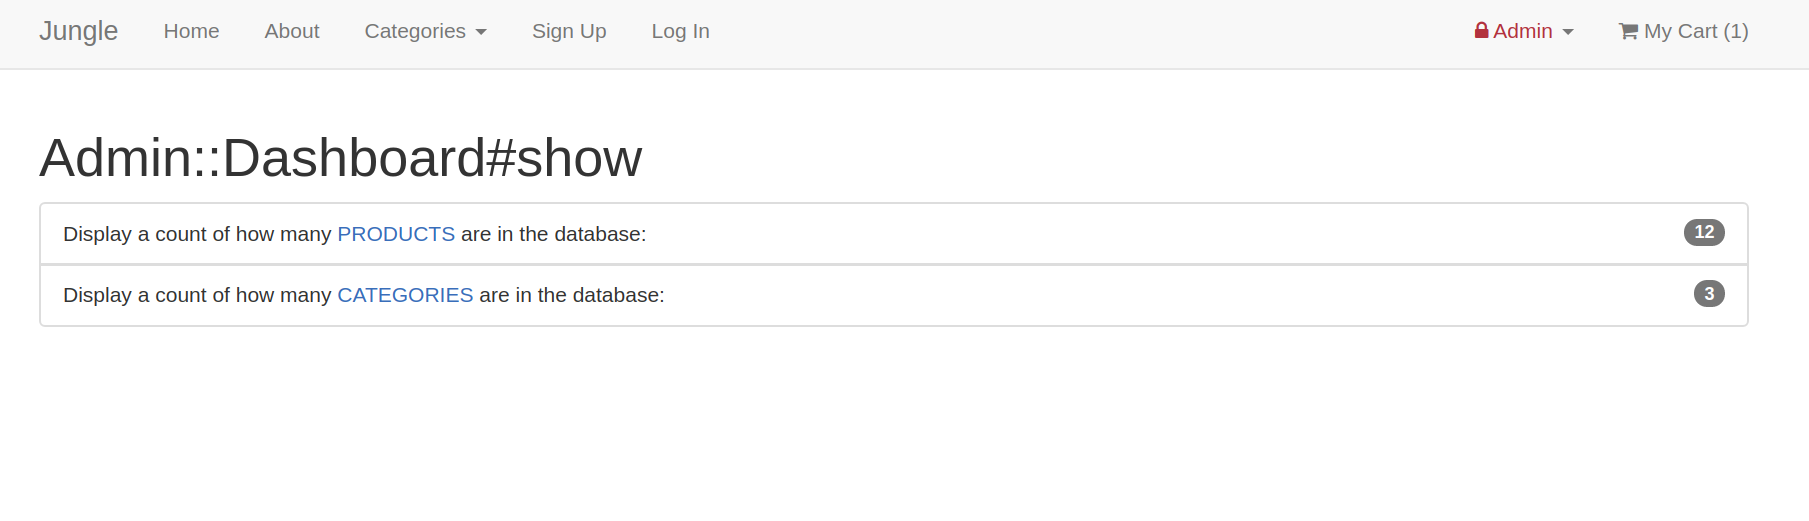 Jungle Home About Categories Sign Up Log In Admin My Cart (1)
Admin::Dashboard#show
Display a count of how many PRODUCTS are in the database: 12
Display a count of how many CATEGORIES are in the database: 3